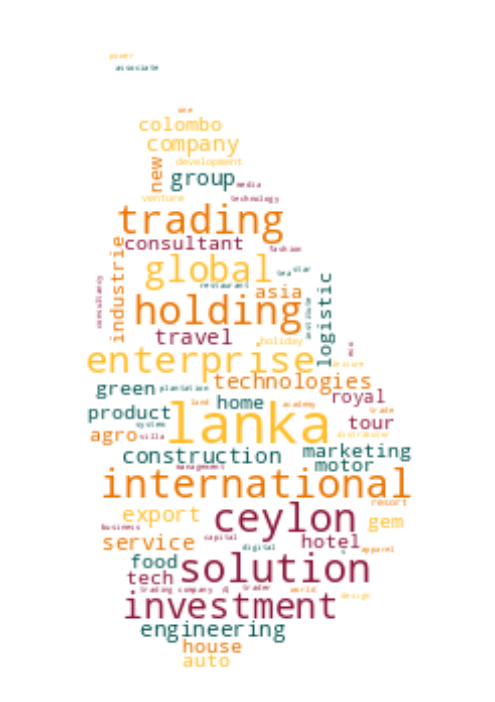 power
associate
one
colombo
company
development
new
group
media
venture
technology
trading
industrie
consultant
fashion
global
tea
star
restaurant
consultancy
asia
logistic
holding
institute
travel
holiday
eco
enterprise
leisure
technologies
green
plantation
home
land
academy
royal
product
lanka
trade
system
tour
agro
villa
distributor
construction
marketing
management
motor
international
resort
export
ceylon
gem
business
capital
service
hotel
digital
apparel
food
tech
solution
trading company
trader
world
design
investment
engineering
house
auto